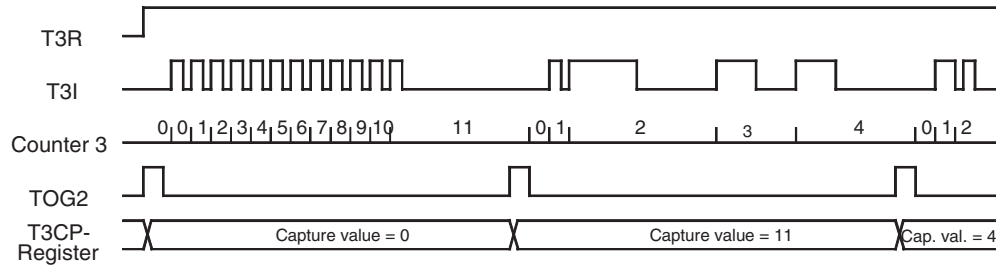 T3R
T3I
Counter 3 0 0 1 2 3 4 5 6 7 8 9 10 11 0 1 2 3 4 0 1 2
TOG2
T3CP-
Register Capture value = 0 Capture value = 11 Cap. val. = 4